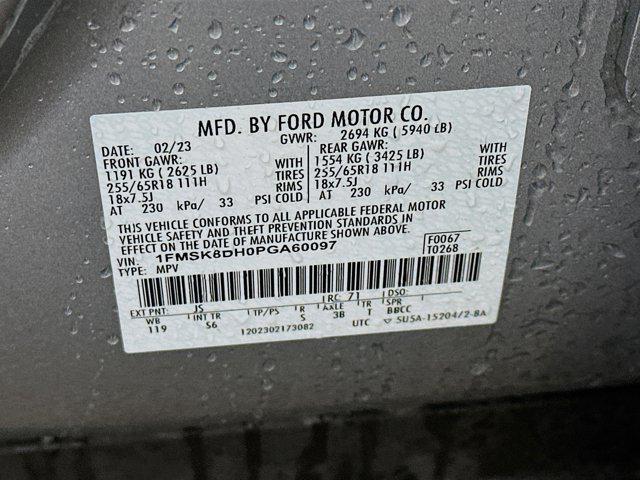 MFD. BY FORD MOTOR CO.
DATE: 02/23 GVWR: 2694 KG ( 5940 LB)
FRONT GAWR: REAR GAWR:
1191 KG ( 2625 LB) WITH 1554 KG ( 3425 LB) WITH
255/65R18 111H TIRES 255/65R18 111H TIRES
18x7.5J RIMS 18x7.5J RIMS
AT 230 kPa/ 33 PSI COLD AT 230 kPa/ 33 PSI COLD
THIS VEHICLE CONFORMS TO ALL APPLICABLE FEDERAL MOTOR
VEHICLE SAFETY AND THEFT PREVENTION STANDARDS IN
EFFECT ON THE DATE OF MANUFACTURE SHOWN ABOVE.
VIN: 1FMSK8DH0PGA60097 F0067
TYPE: MPV T0268
EXT PNT: JS RC: 71 DSO:
WB INT TR TP/PS R AXLE TR SPR
119 S6 S 3B T BBCC
1202302173082 UTC ▽ 5U5A-15204/2-8A